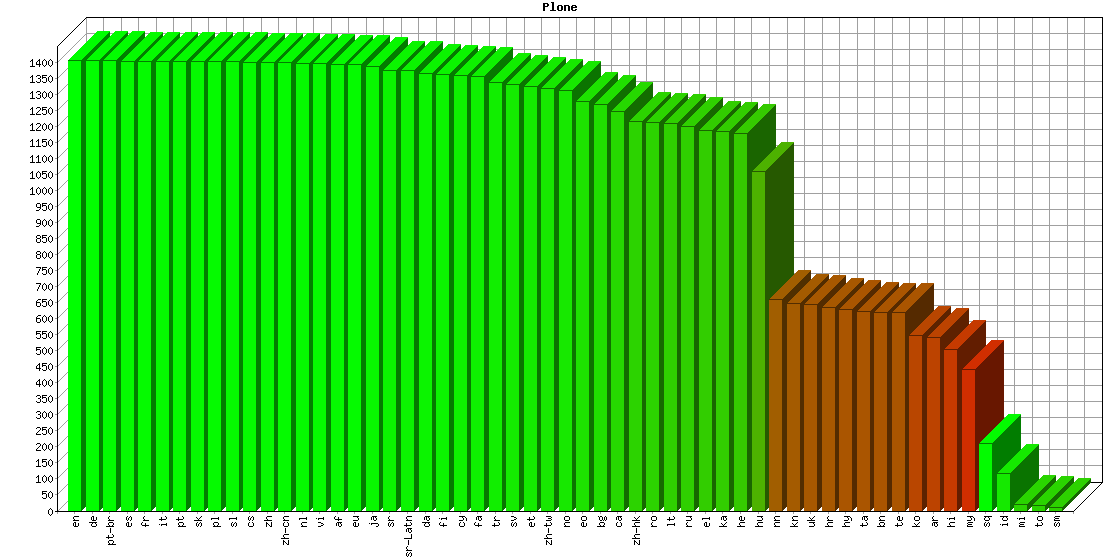 Plone
1400
1350
1300
1250
1200
1150
1100
1050
1000
950
900
850
800
750
700
650
600
550
500
450
400
350
300
250
200
150
100
50
0
en
de
pt-br
es
fr
it
pt
sk
pl
sl
cs
zh
zh-cn
nl
vi
af
eu
ja
sr
sr-Latn
da
fi
cy
fa
tr
sv
et
zh-tw
no
eo
bg
ca
zh-hk
ro
lt
ru
el
ka
he
hu
nn
kn
uk
hr
hy
ta
bn
te
ko
ar
hi
my
sq
id
mi
to
sm